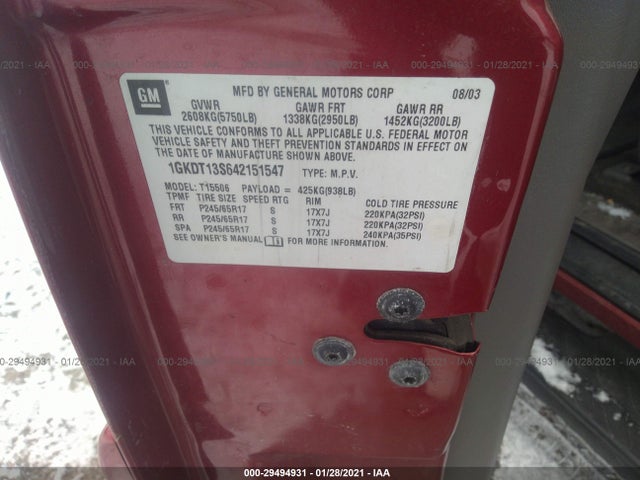 000-29494931 - 01/28/2021 - IAA
GM
MFD BY GENERAL MOTORS CORP 08/03
GVWR GAWR FRT GAWR RR
2608KG(5750LB) 1338KG(2950LB) 1452KG(3200LB)
THIS VEHICLE CONFORMS TO ALL APPLICABLE U.S. FEDERAL MOTOR
VEHICLE SAFETY AND THEFT PREVENTION STANDARDS IN EFFECT ON
THE DATE OF MANUFACTURE SHOWN ABOVE.
1GKDT13S642151547 TYPE: M.P.V.
MODEL: T15506 PAYLOAD = 425KG(938LB)
TPMF TIRE SIZE SPEED RTG RIM COLD TIRE PRESSURE
FRT P245/65R17 S 17X7J 220KPA(32PSI)
RR P245/65R17 S 17X7J 220KPA(32PSI)
SPA P245/65R17 S 17X7J 240KPA(35PSI)
SEE OWNER'S MANUAL FOR MORE INFORMATION.
000-29494931 - 01/28/2021 - IAA
000-29494931 | 01/28/2021 | IAA